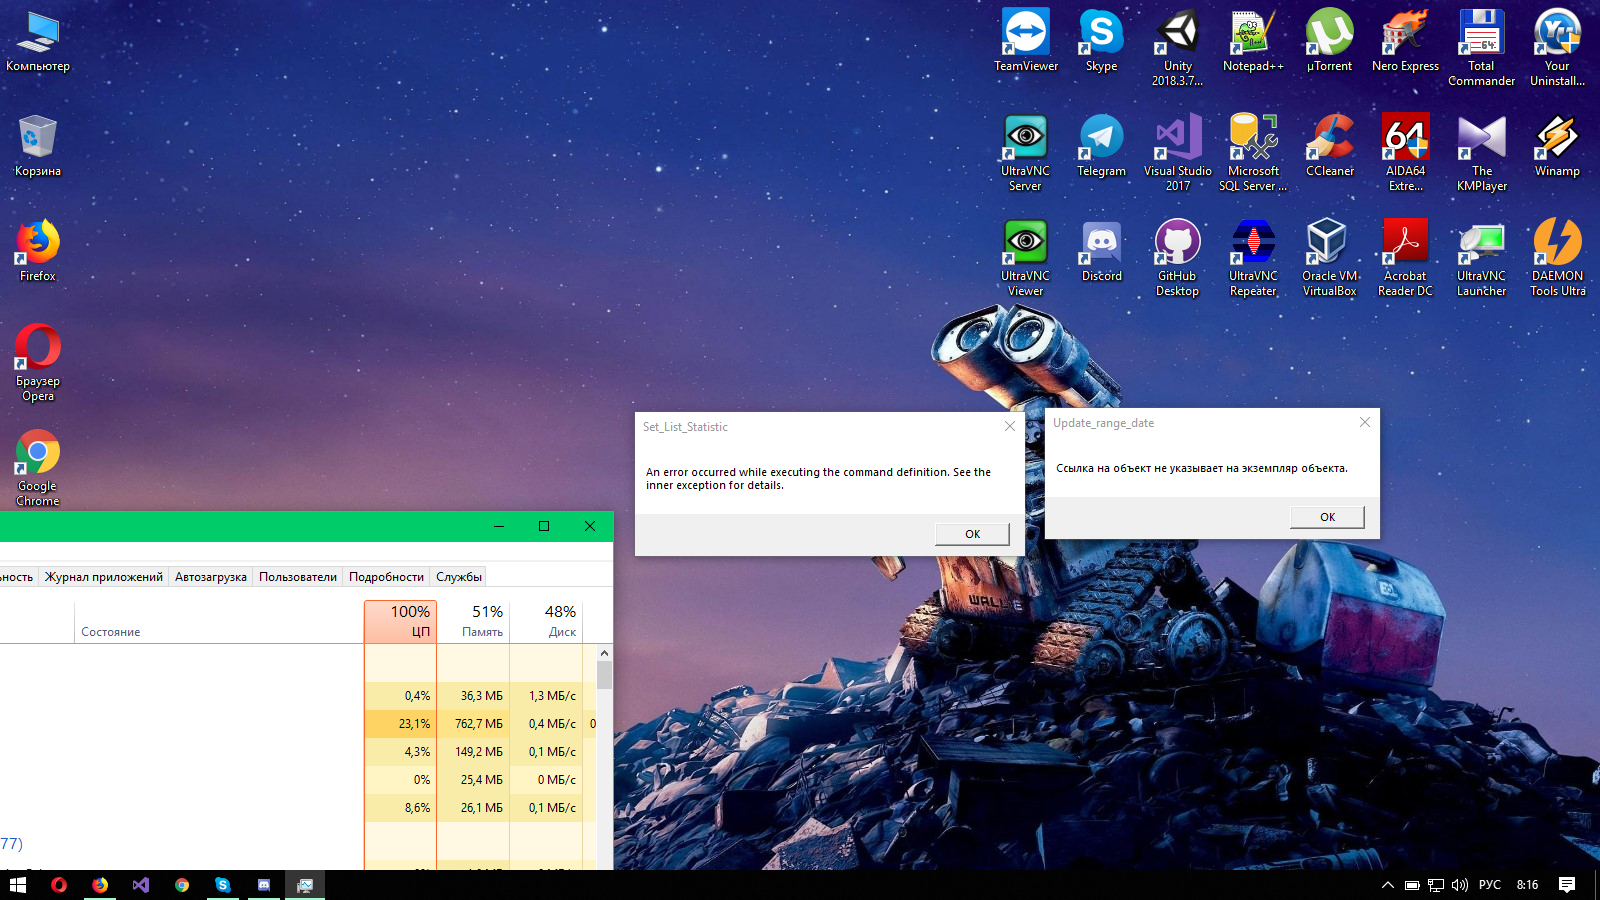 Компьютер
Корзина
Firefox
Браузер
Opera
Google
Chrome
TeamViewer
Skype
Unity
2018.3.7...
Notepad++
µTorrent
Nero Express
Total
Commander
Your
Uninstall...
UltraVNC
Server
Telegram
Visual Studio
2017
Microsoft
SQL Server ...
CCleaner
AIDA64
Extre...
The
KMPlayer
Winamp
UltraVNC
Viewer
Discord
GitHub
Desktop
UltraVNC
Repeater
Oracle VM
VirtualBox
Acrobat
Reader DC
UltraVNC
Launcher
DAEMON
Tools Ultra
64
64
Set_List_Statistic
An error occurred while executing the command definition. See the
inner exception for details.
OK
Update_range_date
Ссылка на объект не указывает на экземпляр объекта.
OK
WALL·E
ьность Журнал приложений Автозагрузка Пользователи Подробности Службы
100% 51% 48%
Состояние ЦП Память Диск
0,4% 36,3 МБ 1,3 МБ/с
23,1% 762,7 МБ 0,4 МБ/с 0
4,3% 149,2 МБ 0,1 МБ/с
0% 25,4 МБ 0 МБ/с
8,6% 26,1 МБ 0,1 МБ/с
77)
РУС 8:16